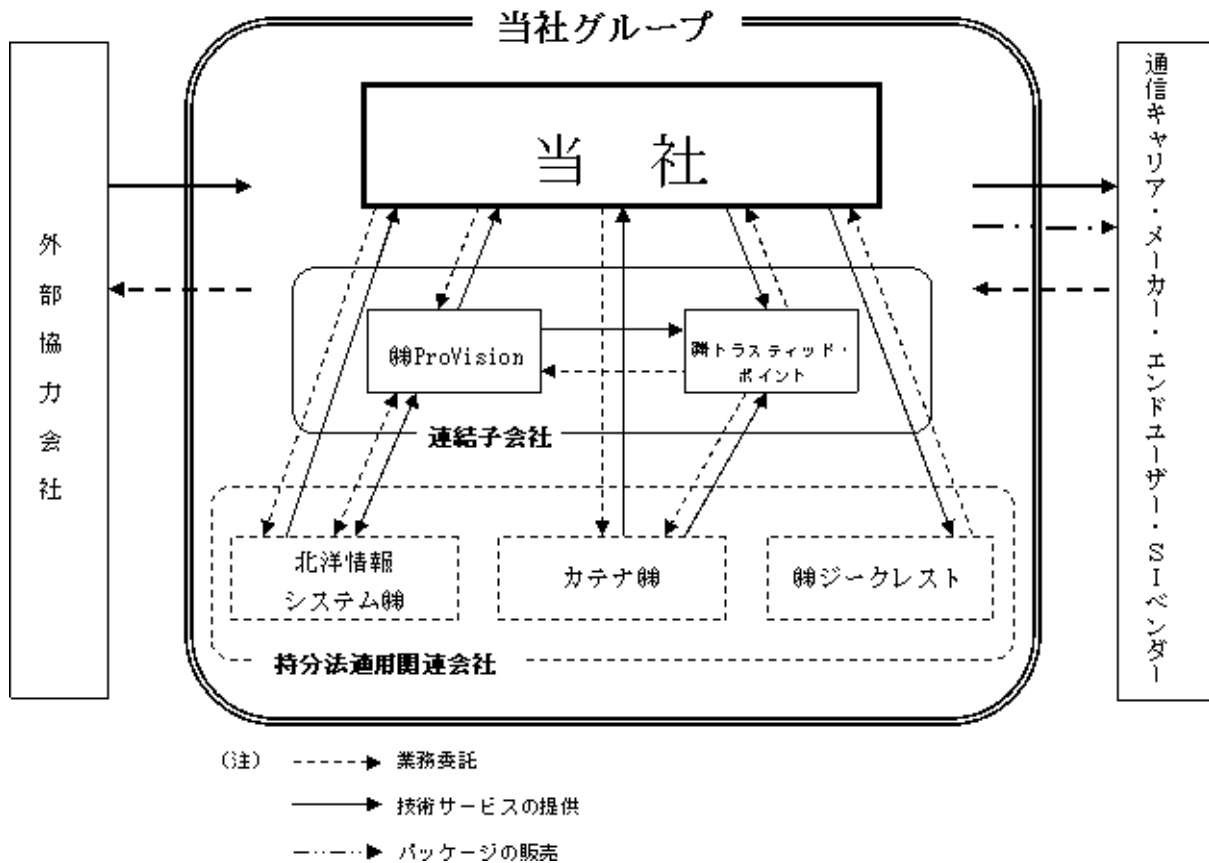 当社グループ
当 社
外部協力会社
通信キャリア・メーカー・エンドユーザー・SIベンダー
㈱ProVision
㈱トラスティッド・
ポイント
連結子会社
北洋情報
システム㈱
カテナ㈱
㈱ジークレスト
持分法適用関連会社
(注) 業務委託
技術サービスの提供
パッケージの販売